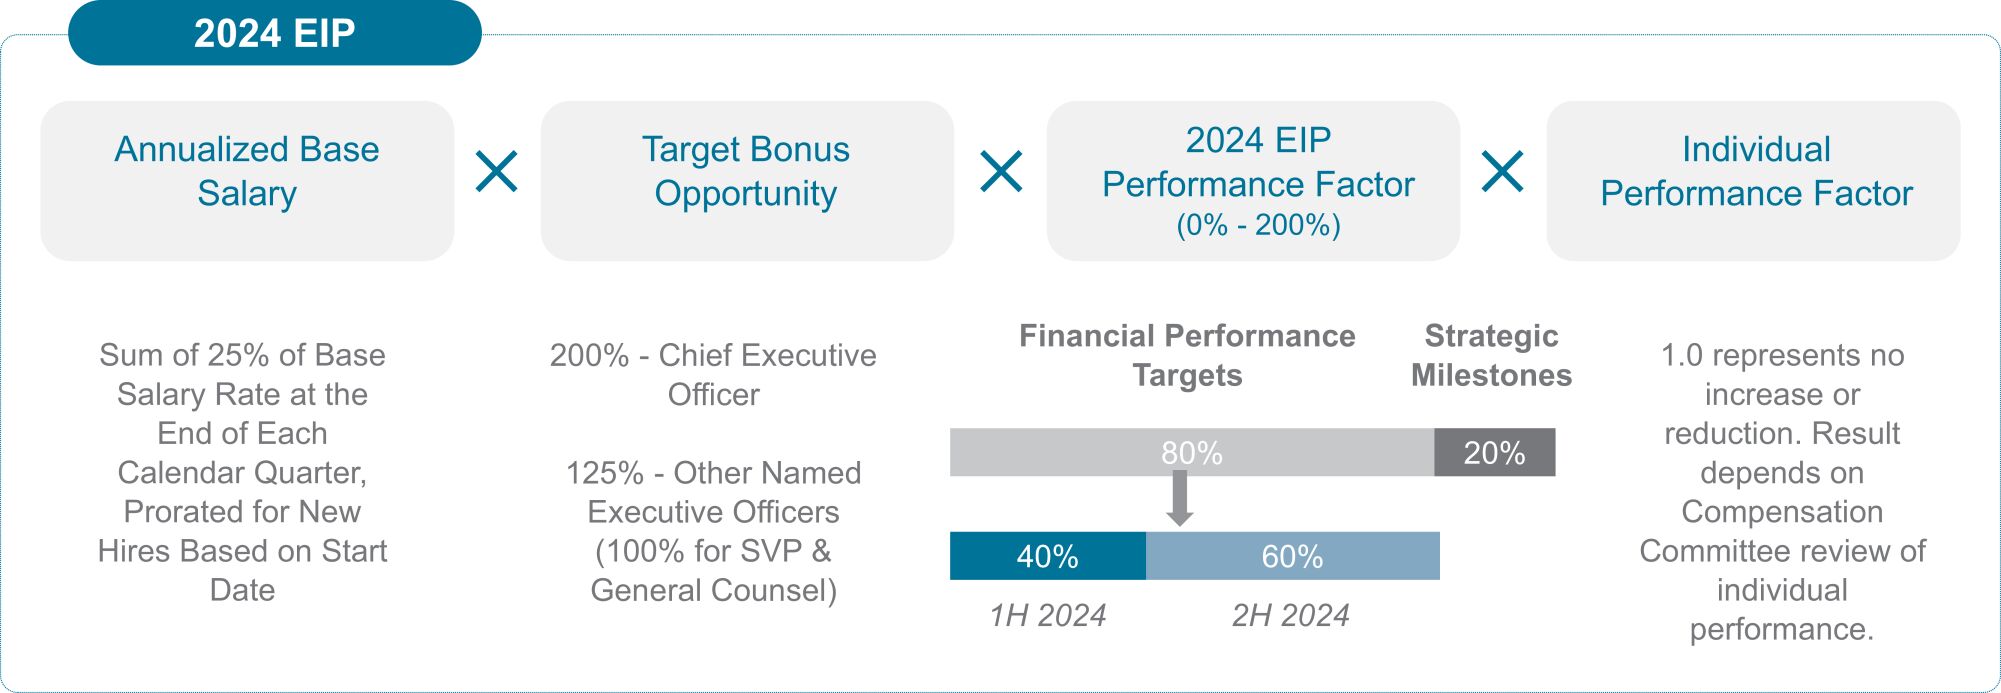 2024 EIP
Annualized Base
Salary
Target Bonus
Opportunity
2024 EIP
Performance Factor
(0% - 200%)
Individual
Performance Factor
Sum of 25% of Base
Salary Rate at the
End of Each
Calendar Quarter,
Prorated for New
Hires Based on Start
Date
200% - Chief Executive
Officer
125% - Other Named
Executive Officers
(100% for SVP &
General Counsel)
Financial Performance
Targets
Strategic
Milestones
80%
20%
40%
60%
1H 2024
2H 2024
1.0 represents no
increase or
reduction. Result
depends on
Compensation
Committee review of
individual
performance.